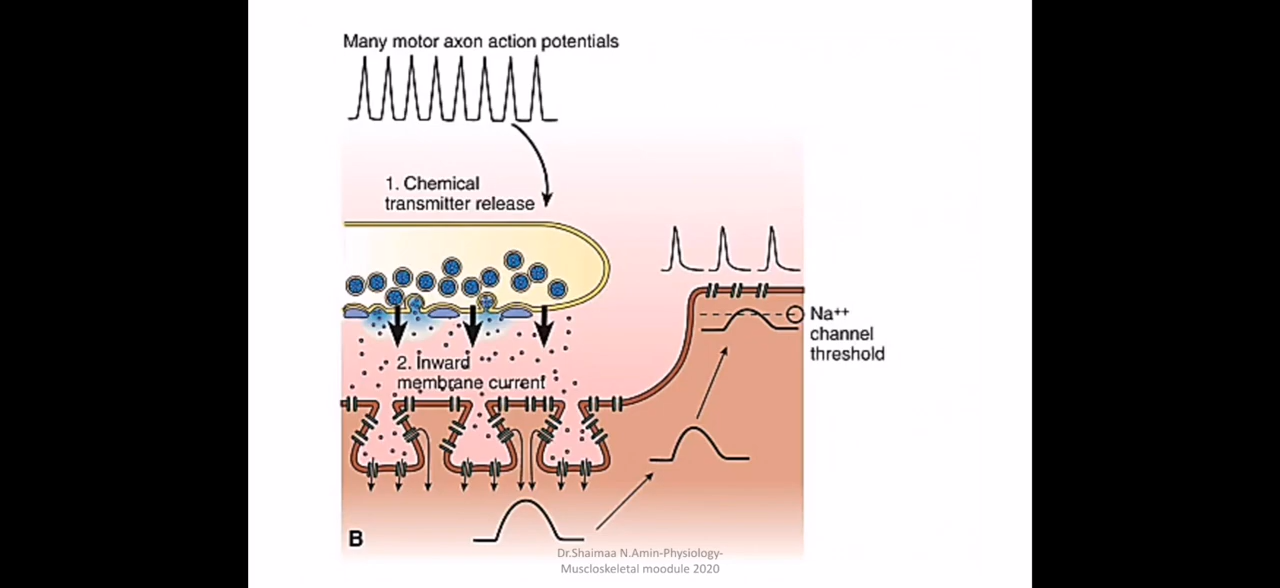 Many motor axon action potentials
1. Chemical
transmitter release
Na⁺⁺
channel
threshold
2. Inward
membrane current
B
Dr.Shaimaa N.Amin-Physiology-
Muscloskeletal moodule 2020